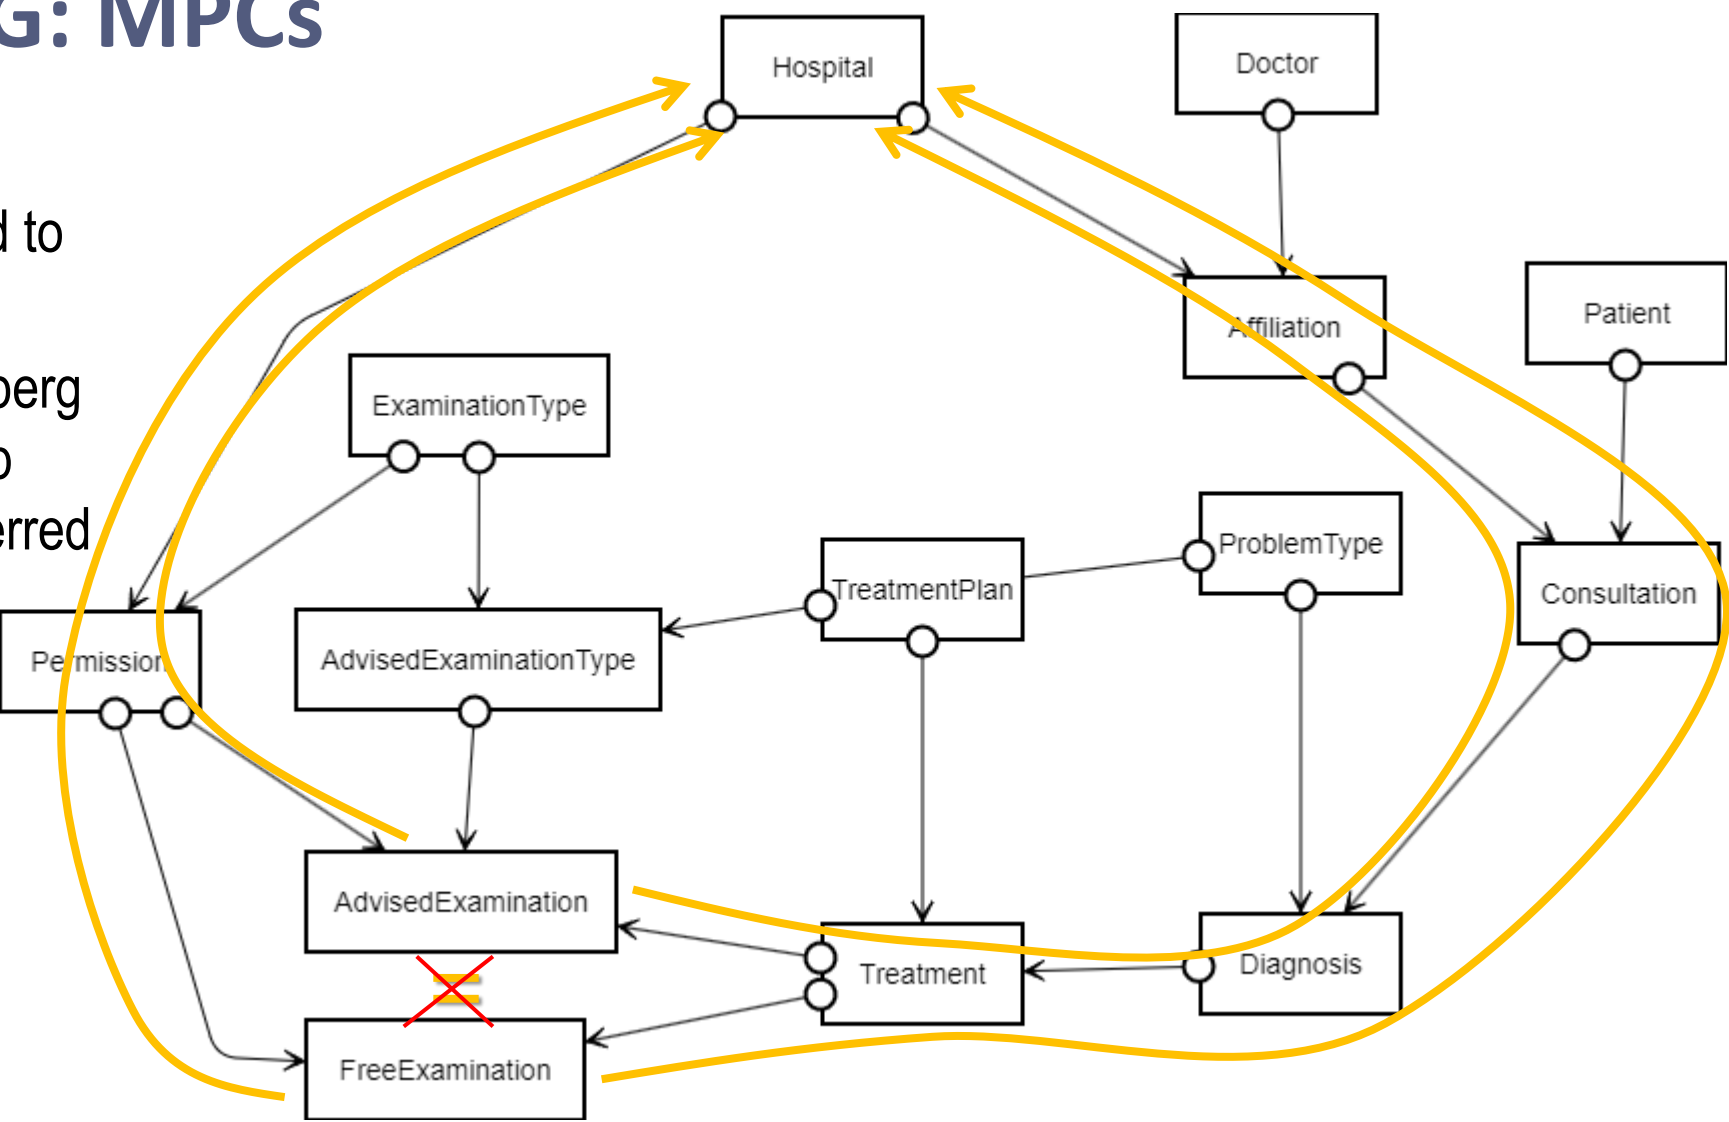 G: MPCs
Hospital
Doctor
d to
Affiliation
Patient
berg
ExaminationType
o
erred
ProblemType
TreatmentPlan
Consultation
Permission
AdvisedExaminationType
AdvisedExamination
Treatment
Diagnosis
=
FreeExamination